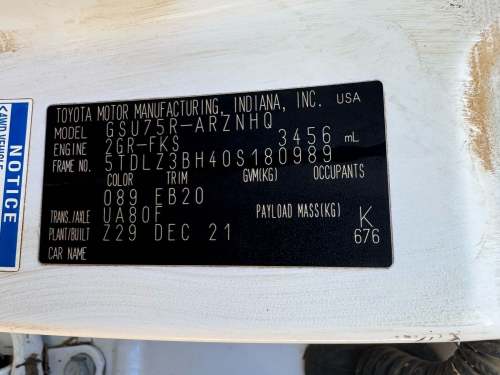 TOYOTA MOTOR MANUFACTURING, INDIANA, INC. USA
MODEL GSU75R-ARZNHQ
ENGINE 2GR-FKS 3456 mL
FRAME NO. 5TDLZ3BH40S180989
COLOR TRIM GVM(KG) OCCUPANTS
089 EB20
TRANS./AXLE UA80F PAYLOAD MASS(KG) K
PLANT/BUILT Z29 DEC 21 676
CAR NAME
NOTICE
<4WD VEHICLE